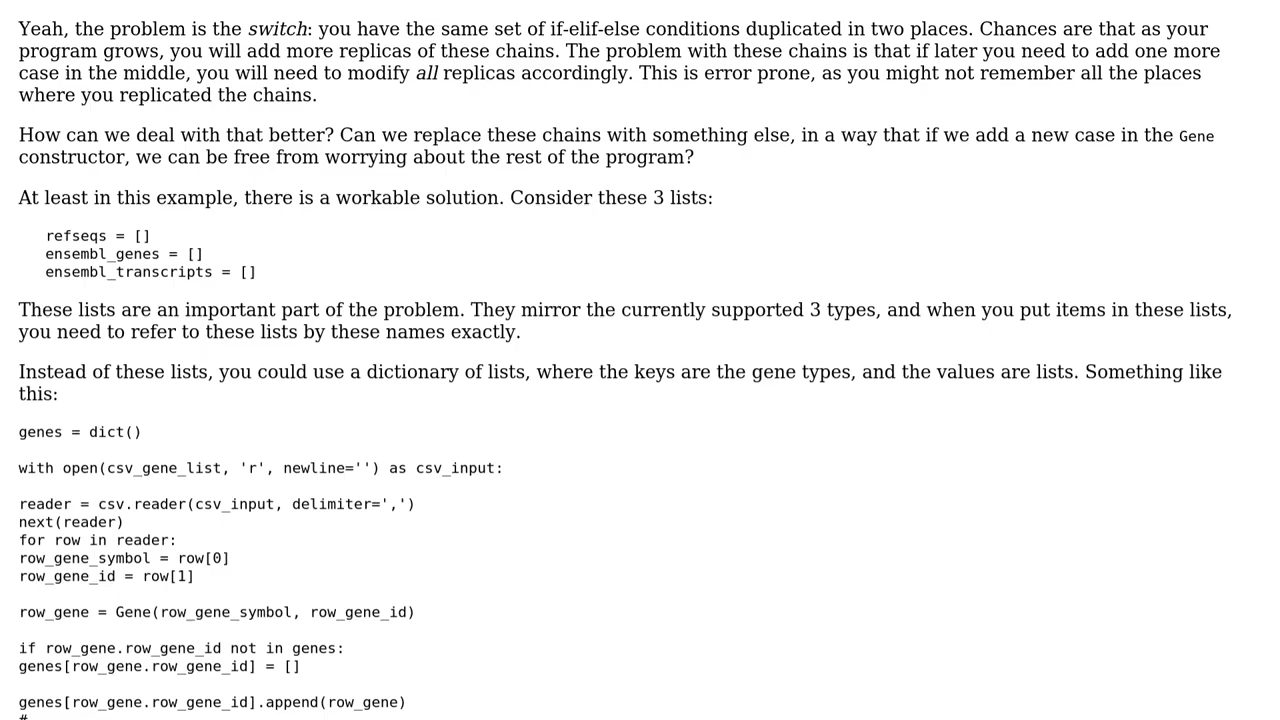 Yeah, the problem is the switch: you have the same set of if-elif-else conditions duplicated in two places. Chances are that as your
program grows, you will add more replicas of these chains. The problem with these chains is that if later you need to add one more
case in the middle, you will need to modify all replicas accordingly. This is error prone, as you might not remember all the places
where you replicated the chains.
How can we deal with that better? Can we replace these chains with something else, in a way that if we add a new case in the Gene
constructor, we can be free from worrying about the rest of the program?
At least in this example, there is a workable solution. Consider these 3 lists:
refseqs = []
ensembl_genes = []
ensembl_transcripts = []
These lists are an important part of the problem. They mirror the currently supported 3 types, and when you put items in these lists,
you need to refer to these lists by these names exactly.
Instead of these lists, you could use a dictionary of lists, where the keys are the gene types, and the values are lists. Something like
this:
genes = dict()
with open(csv_gene_list, 'r', newline='') as csv_input:
reader = csv.reader(csv_input, delimiter=',')
next(reader)
for row in reader:
row_gene_symbol = row[0]
row_gene_id = row[1]
row_gene = Gene(row_gene_symbol, row_gene_id)
if row_gene.row_gene_id not in genes:
genes[row_gene.row_gene_id] = []
genes[row_gene.row_gene_id].append(row_gene)
#